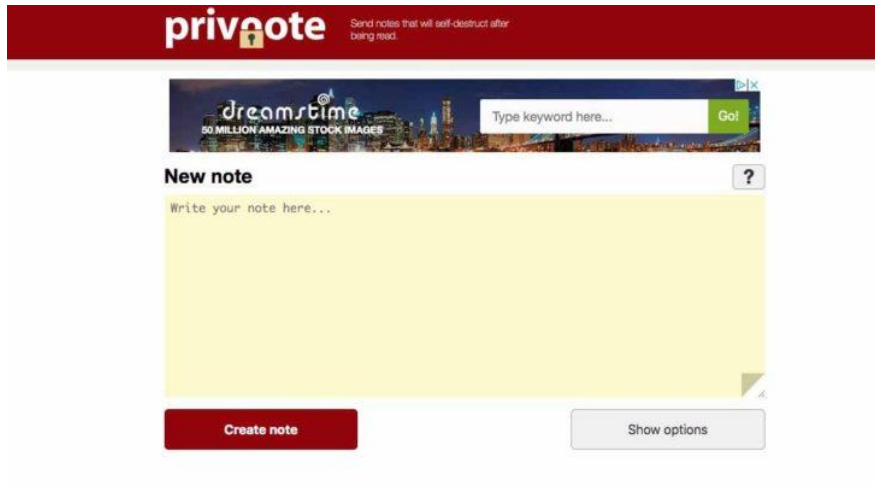 privnote
Send notes that will self-destruct after
being read.
dreamstime
50 MILLION AMAZING STOCK IMAGES
Type keyword here...
Go!
New note
?
Write your note here...
Create note
Show options